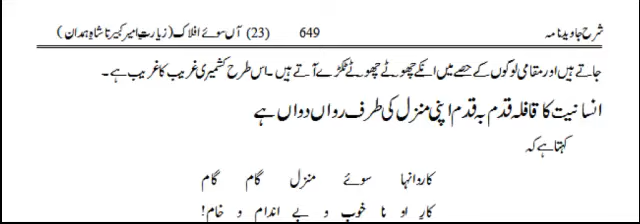 شرح جاوید نامہ 649 (23) آں سوئے افلاک (زیارت امیر کبیر تا شاہ ہمدان)
جاتے ہیں اور مقامی لوگوں کے حصے میں انکے چھوٹے چھوٹے ٹکڑے آتے ہیں ۔ اس طرح کشمیری غریب کا غریب ہے ۔
انسانیت کا قافلہ قدم بہ قدم اپنی منزل کی طرف رواں دواں ہے
کہتا ہے کہ
کاروانہا سوئے منزل گام گام
کار او نا خوب و بے اندام و خام!